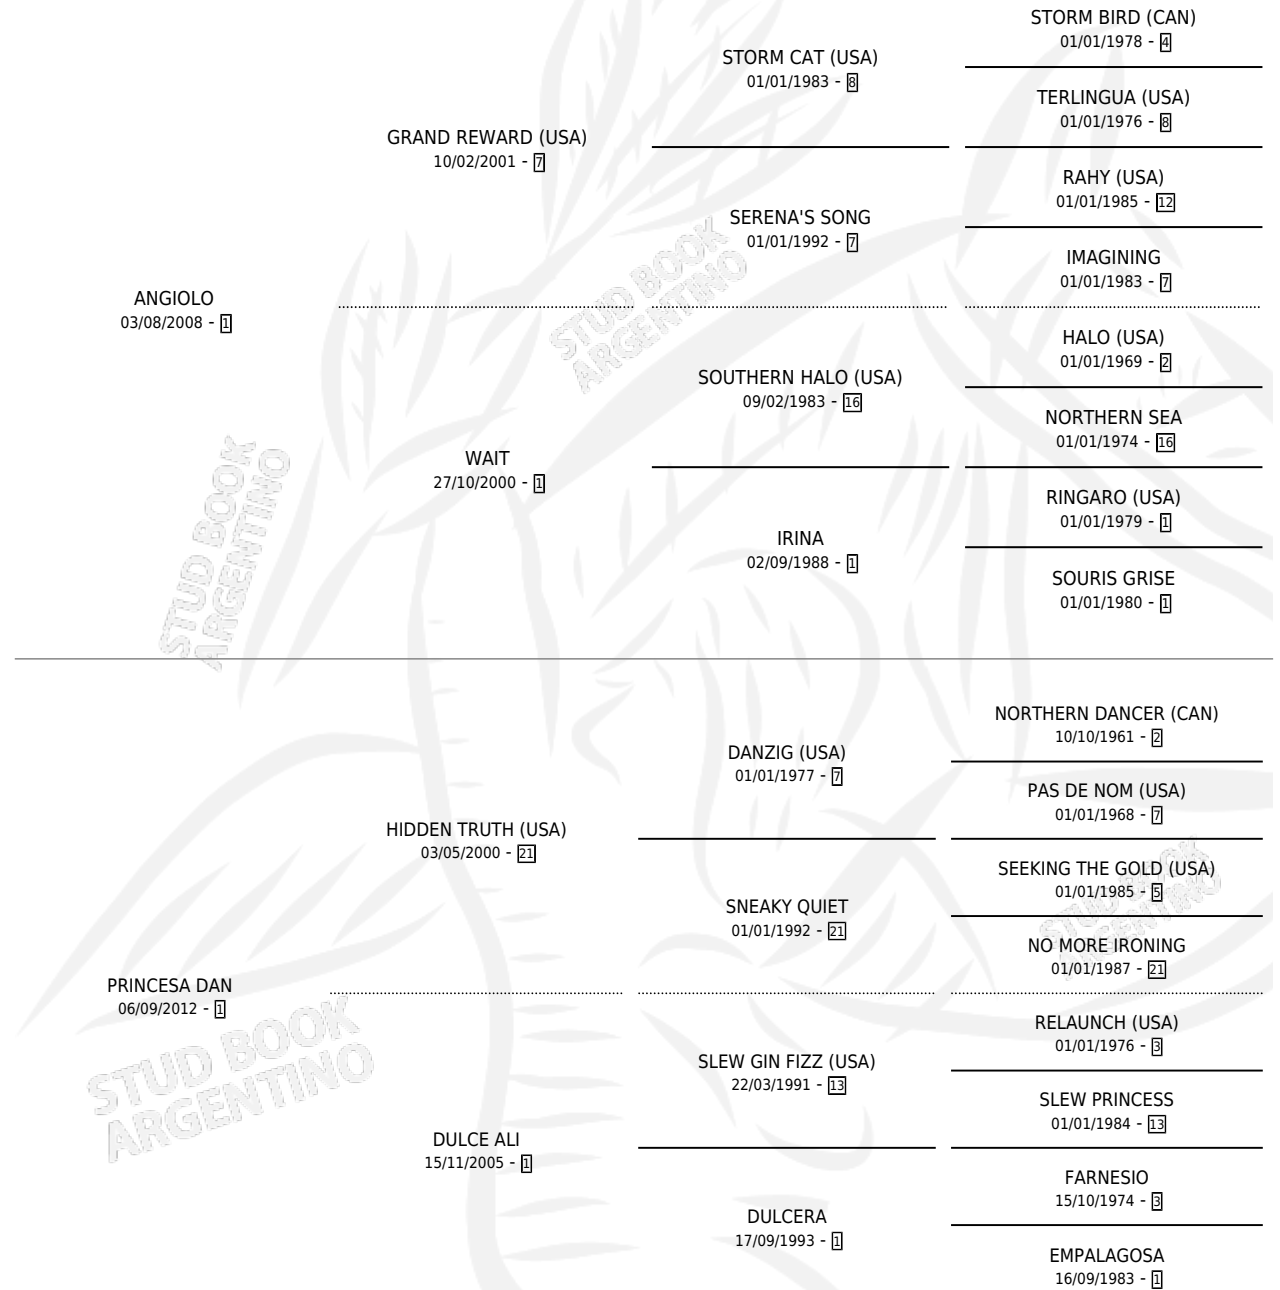 STORM BIRD (CAN)
01/01/1978 - 4
STORM CAT (USA)
01/01/1983 - 8
TERLINGUA (USA)
01/01/1976 - 8
GRAND REWARD (USA)
10/02/2001 - 7
RAHY (USA)
01/01/1985 - 12
SERENA'S SONG
01/01/1992 - 7
IMAGINING
01/01/1983 - 7
ANGIOLO
03/08/2008 - 1
HALO (USA)
01/01/1969 - 2
SOUTHERN HALO (USA)
09/02/1983 - 16
NORTHERN SEA
01/01/1974 - 16
WAIT
27/10/2000 - 1
RINGARO (USA)
01/01/1979 - 1
IRINA
02/09/1988 - 1
SOURIS GRISE
01/01/1980 - 1
STUD BOOK
ARGENTINO
STUD BOOK
ARGENTINO
NORTHERN DANCER (CAN)
10/10/1961 - 2
DANZIG (USA)
01/01/1977 - 7
PAS DE NOM (USA)
01/01/1968 - 7
HIDDEN TRUTH (USA)
03/05/2000 - 21
SEEKING THE GOLD (USA)
01/01/1985 - 5
SNEAKY QUIET
01/01/1992 - 21
NO MORE IRONING
01/01/1987 - 21
PRINCESA DAN
06/09/2012 - 1
RELAUNCH (USA)
01/01/1976 - 3
SLEW GIN FIZZ (USA)
22/03/1991 - 13
SLEW PRINCESS
01/01/1984 - 13
DULCE ALI
15/11/2005 - 1
FARNESIO
15/10/1974 - 3
DULCERA
17/09/1993 - 1
EMPALAGOSA
16/09/1983 - 1
STUD BOOK
ARGENTINO
STUD BOOK
ARGENTINO